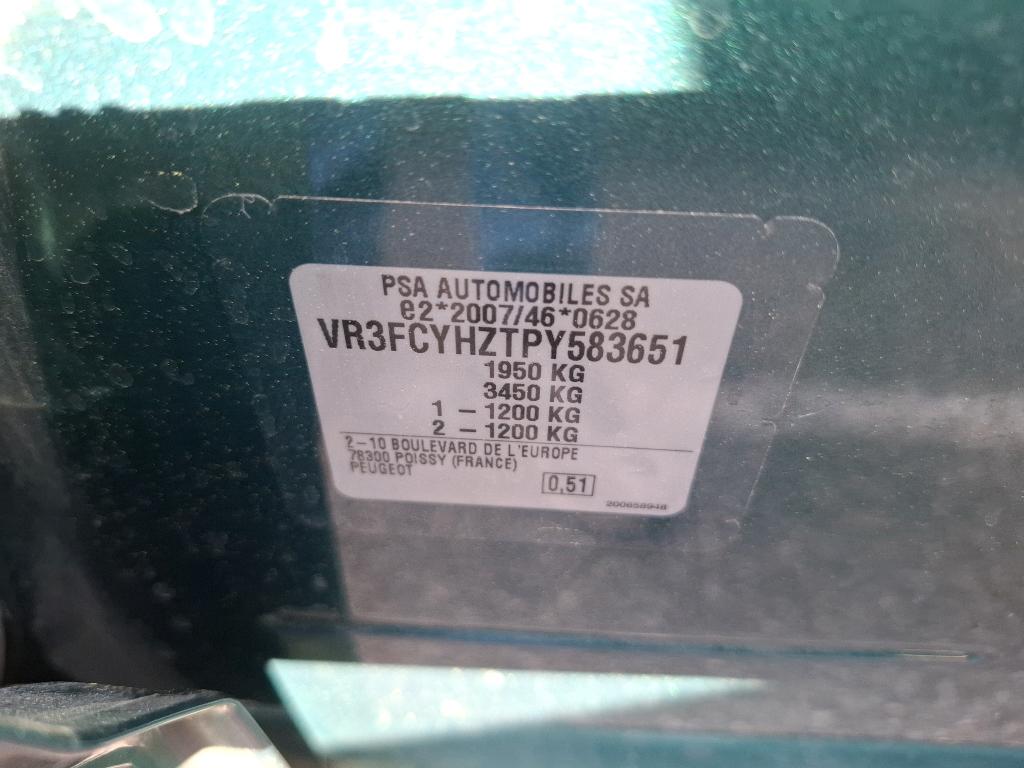 PSA AUTOMOBILES SA
e2*2007/46*0628
VR3FCYHZTPY583651
1950 KG
3450 KG
1 – 1200 KG
2 – 1200 KG
2–10 BOULEVARD DE L'EUROPE
78300 POISSY (FRANCE)
PEUGEOT
0,51
200658948